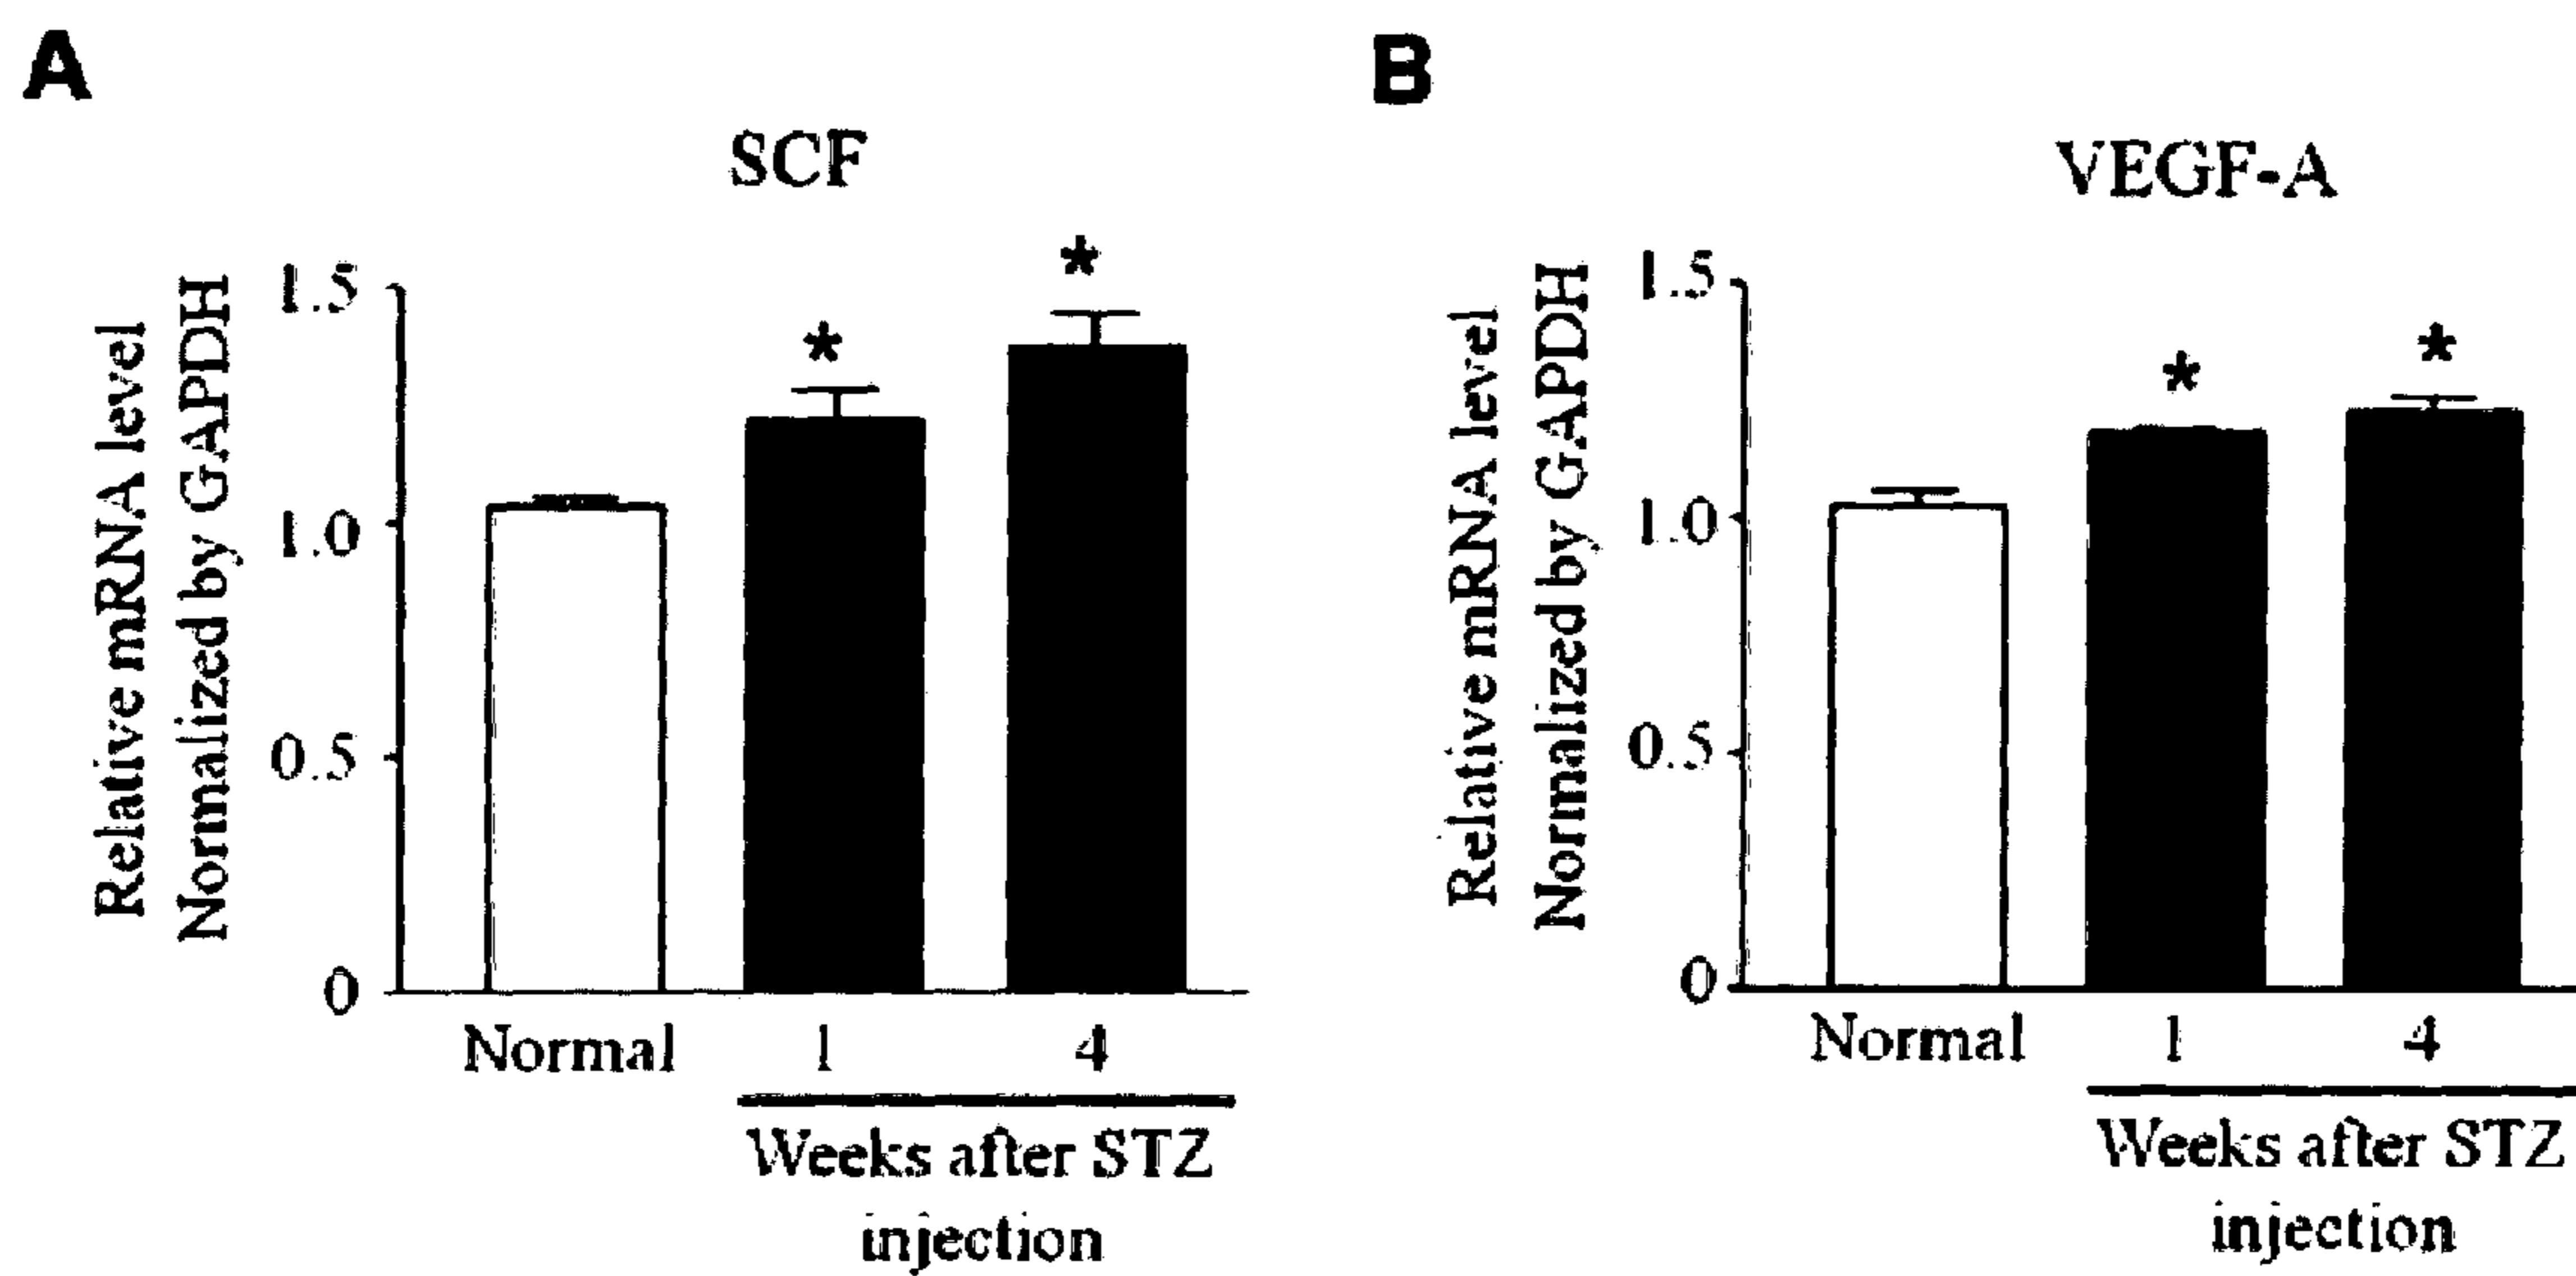 A
SCF
Relative mRNA level
Normalized by GAPDH
1.5
1.0
0.5
0
*
*
Normal
1
4
Weeks after STZ
injection
B
VEGF-A
Relative mRNA level
Normalized by GAPDH
1.5
1.0
0.5
0
*
*
Normal
1
4
Weeks after STZ
injection